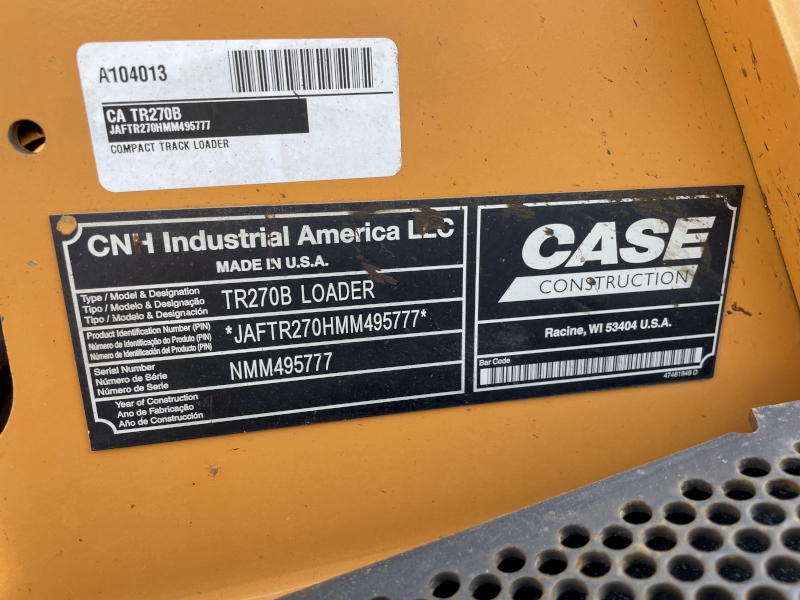 A104013
CA TR270B
JAFTR270HMM495777
COMPACT TRACK LOADER
CNH Industrial America LLC
MADE IN U.S.A.
Type / Model & Designation
Tipo / Modelo & Designação
Tipo / Modelo & Designación
TR270B LOADER
Product Identification Number (PIN)
Número de Identificação do Produto (PIN)
Número de Identificación del Producto (PIN)
*JAFTR270HMM495777*
Serial Number
Número de Série
Número de Serie
NMM495777
Year of Construction
Ano de Fabricação
Año de Construcción
CASE
CONSTRUCTION
Racine, WI 53404 U.S.A.
Bar Code
47481949 D